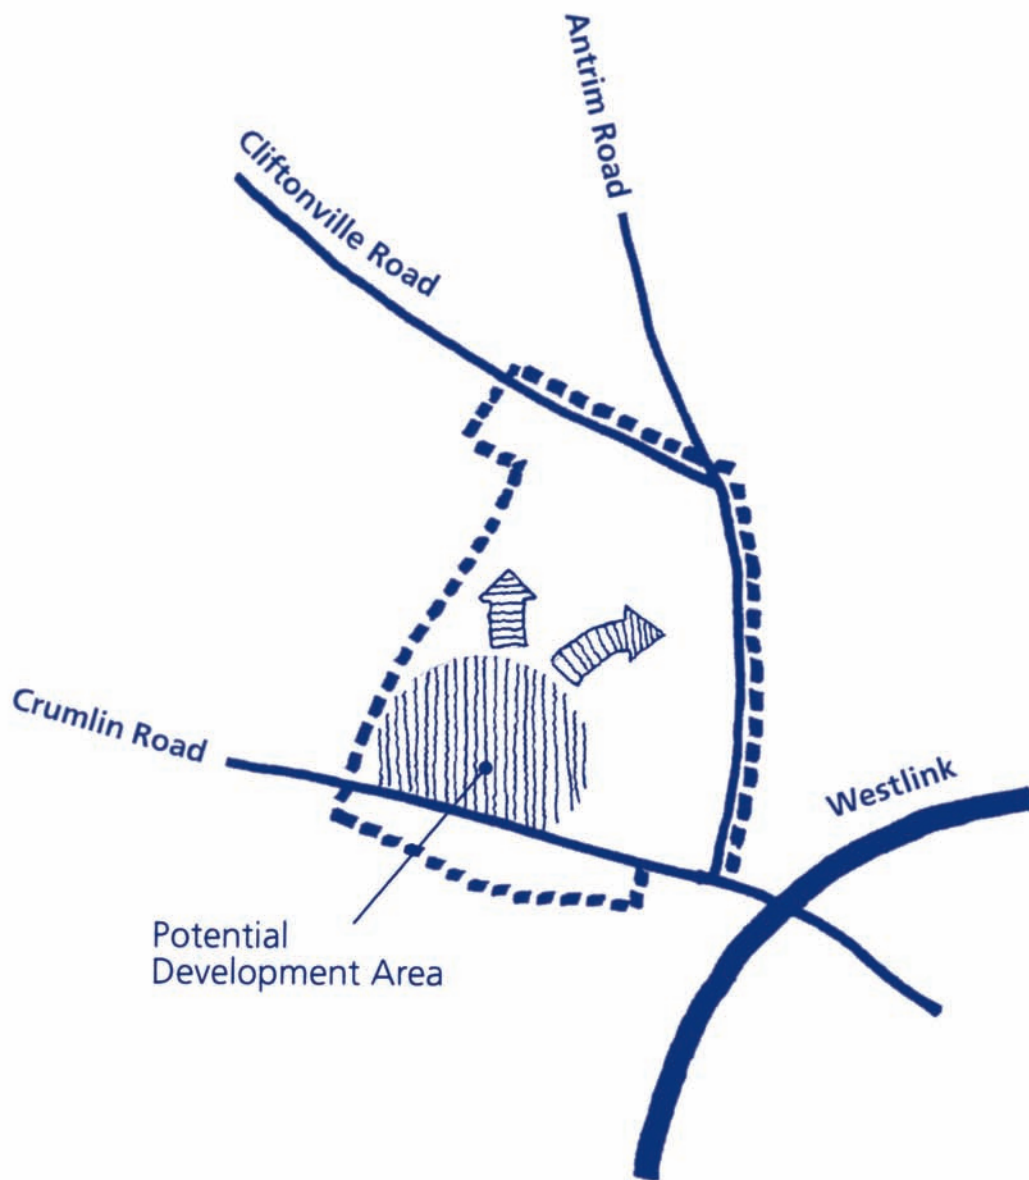 Antrim Road
Cliftonville Road
Crumlin Road
Westlink
Potential
Development Area